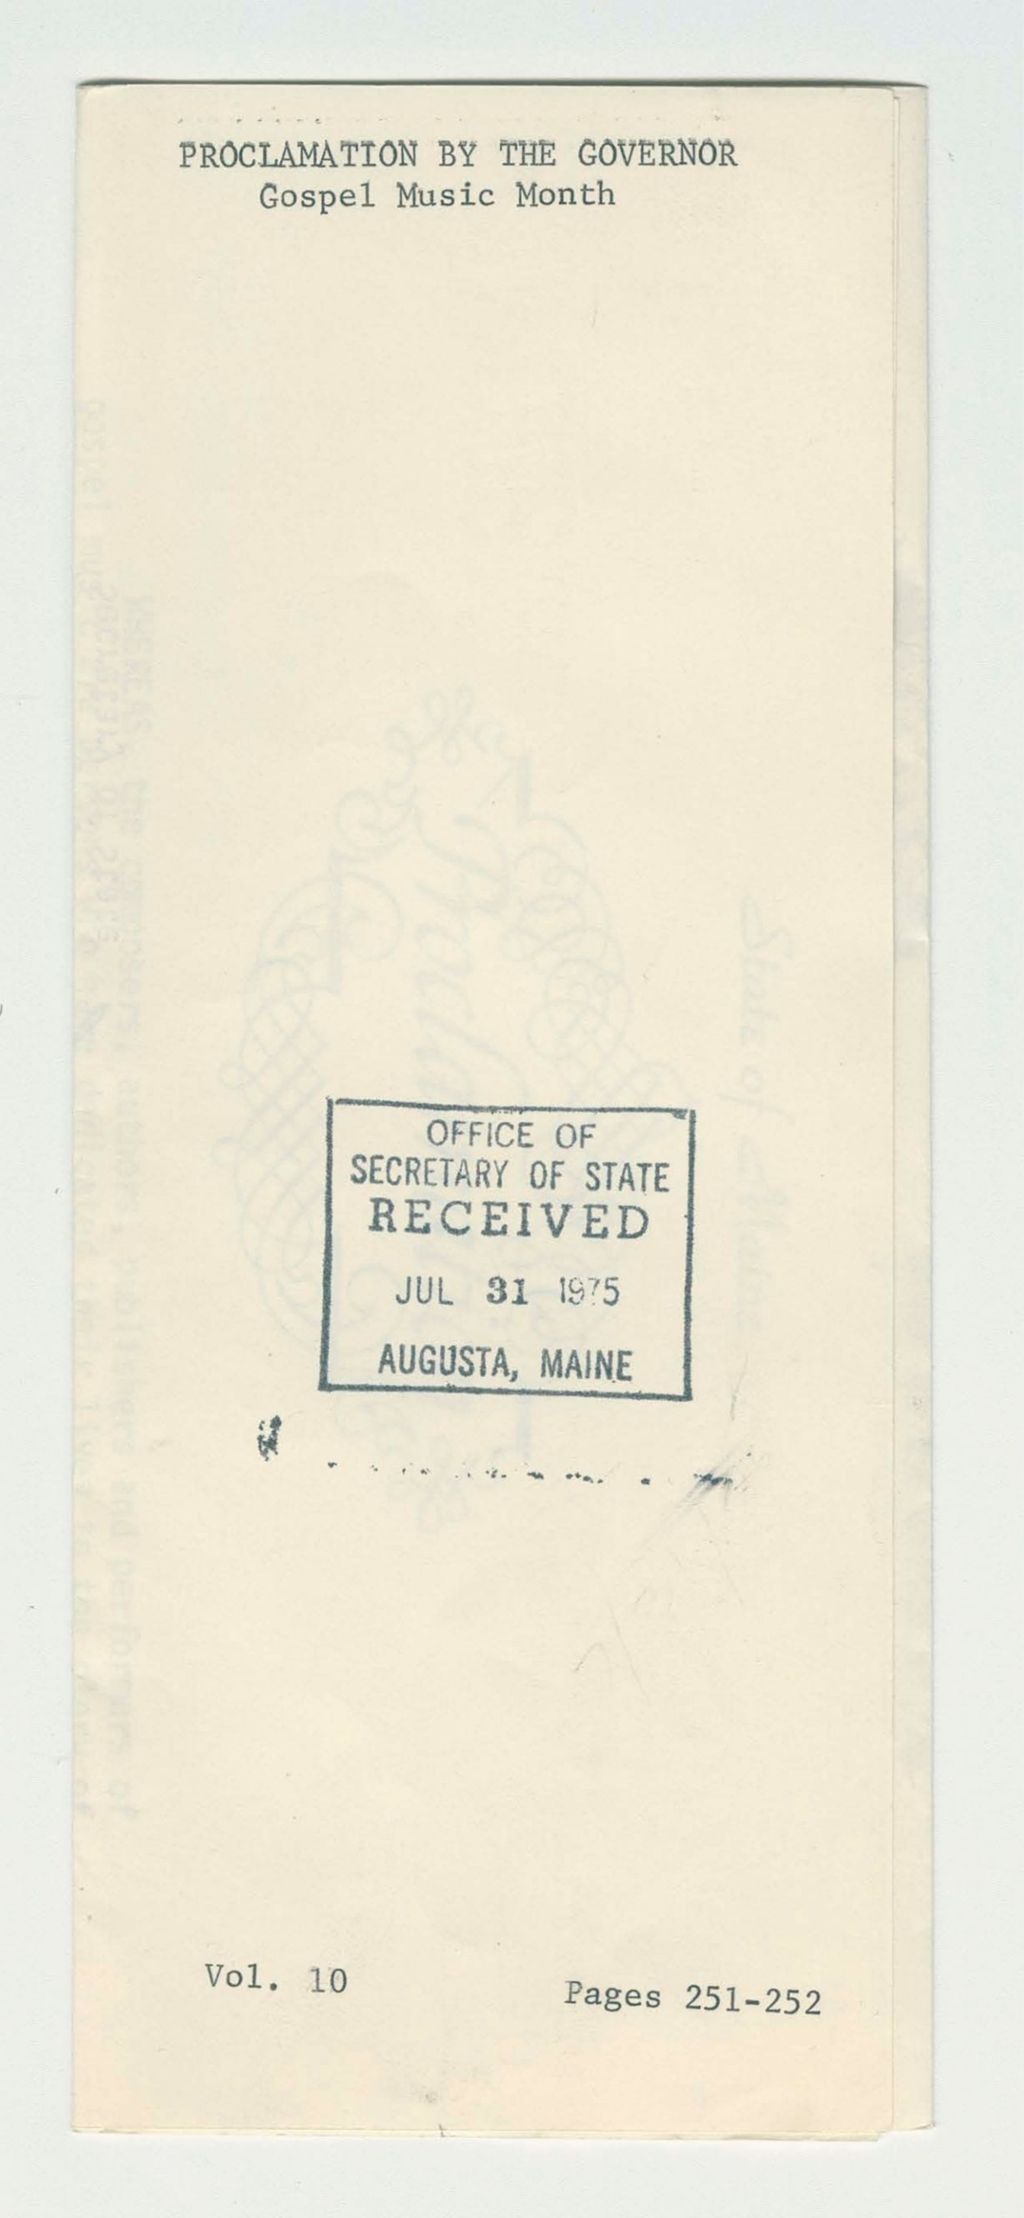 PROCLAMATION BY THE GOVERNOR
Gospel Music Month
OFFICE OF
SECRETARY OF STATE
RECEIVED
JUL 31 1975
AUGUSTA, MAINE
Vol. 10
Pages 251-252